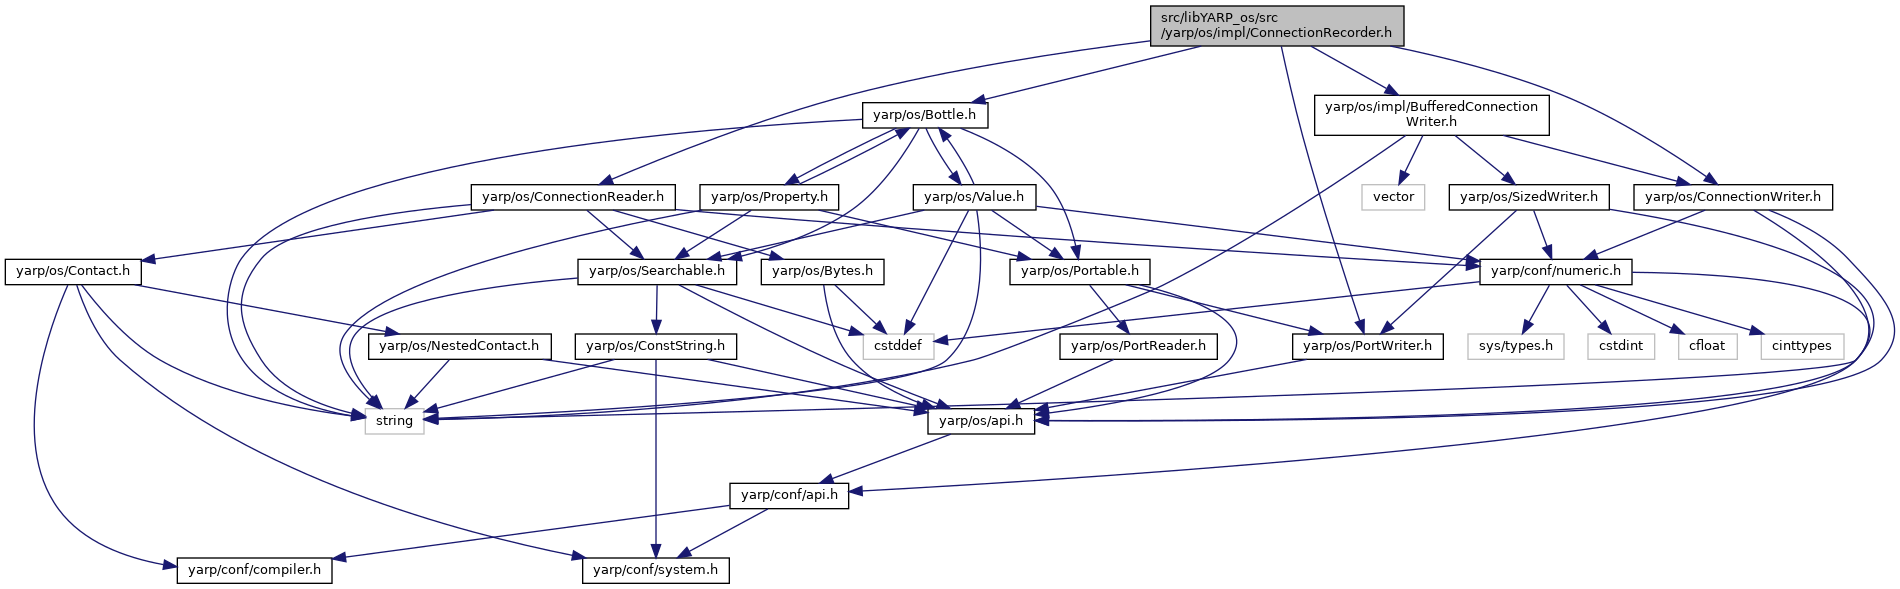 src/libYARP_os/src
/yarp/os/impl/ConnectionRecorder.h
yarp/os/Bottle.h
yarp/os/impl/BufferedConnection
Writer.h
yarp/os/ConnectionReader.h
yarp/os/Property.h
yarp/os/Value.h
vector
yarp/os/SizedWriter.h
yarp/os/ConnectionWriter.h
yarp/os/Contact.h
yarp/os/Searchable.h
yarp/os/Bytes.h
yarp/os/Portable.h
yarp/conf/numeric.h
yarp/os/NestedContact.h
yarp/os/ConstString.h
cstddef
yarp/os/PortReader.h
yarp/os/PortWriter.h
sys/types.h
cstdint
cfloat
cinttypes
string
yarp/os/api.h
yarp/conf/api.h
yarp/conf/compiler.h
yarp/conf/system.h